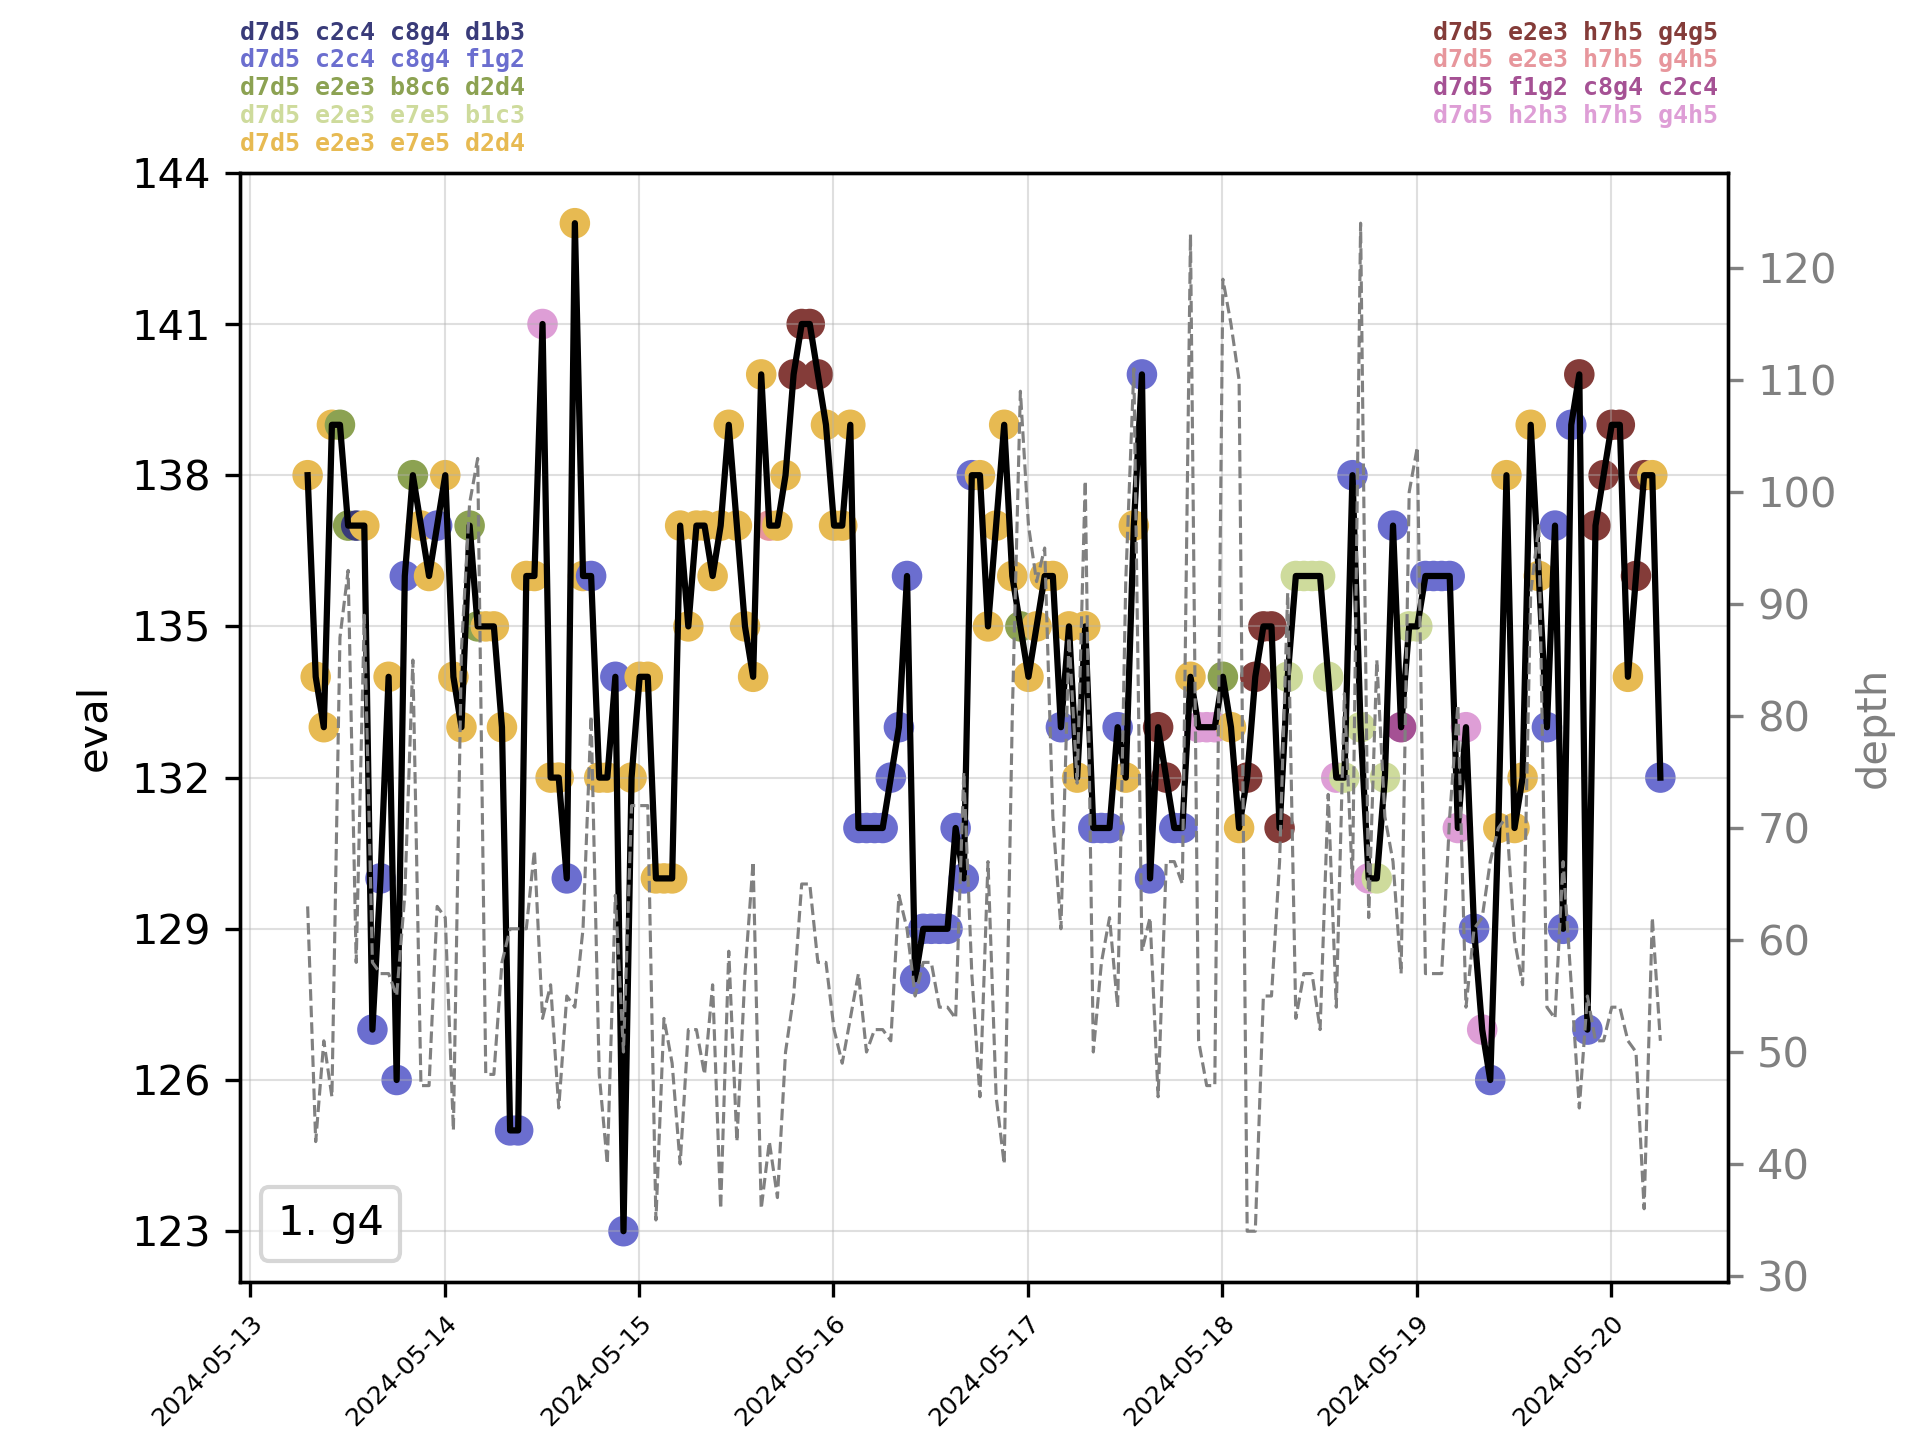 d7d5 c2c4 c8g4 d1b3
d7d5 c2c4 c8g4 f1g2
d7d5 e2e3 b8c6 d2d4
d7d5 e2e3 e7e5 b1c3
d7d5 e2e3 e7e5 d2d4
d7d5 e2e3 h7h5 g4g5
d7d5 e2e3 h7h5 g4h5
d7d5 f1g2 c8g4 c2c4
d7d5 h2h3 h7h5 g4h5
144
141
138
135
132
129
126
123
eval
120
110
100
90
80
70
60
50
40
30
depth
1. g4
2024-05-13
2024-05-14
2024-05-15
2024-05-16
2024-05-17
2024-05-18
2024-05-19
2024-05-20